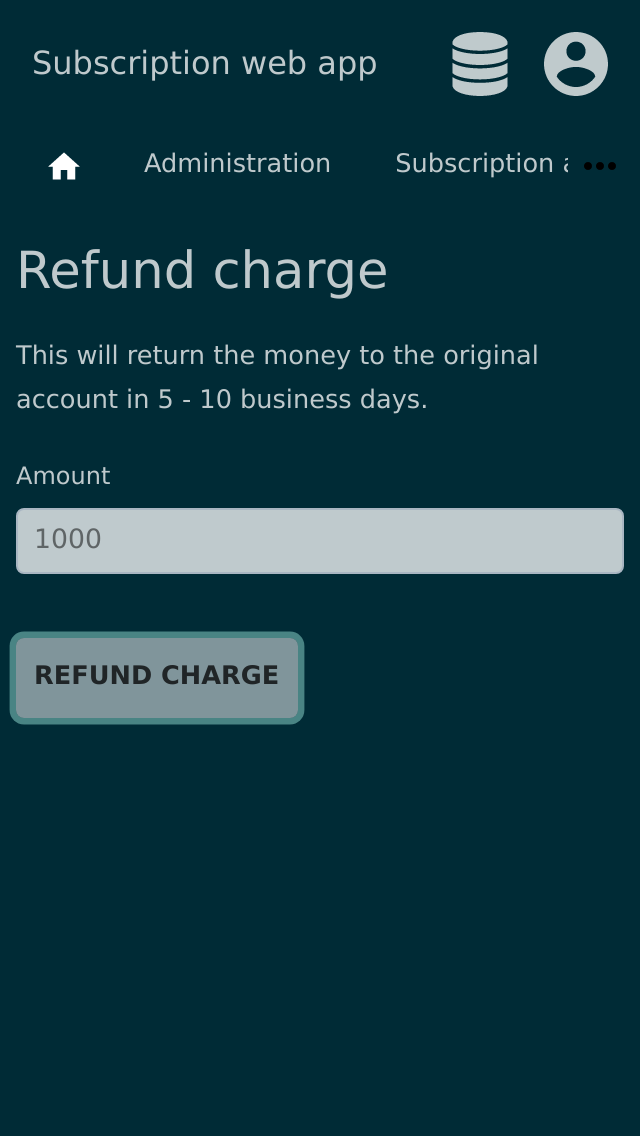 Subscription web app
Administration Subscription a
Refund charge
This will return the money to the original
account in 5 - 10 business days.
Amount
1000
REFUND CHARGE